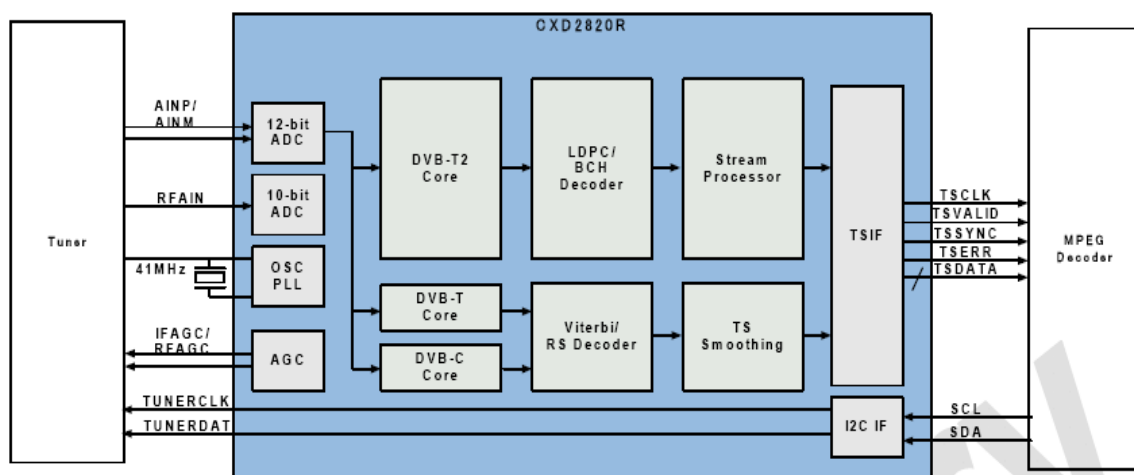 CXD2820R
AINP/
AINM
12-bit
ADC
DVB-T2
Core
LDPC/
BCH
Decoder
Stream
Processor
RFAIN
10-bit
ADC
TSIF
TSCLK
TSVALID
TSSYNC
TSERR
TSDATA
Tuner
MPEG
Decoder
41MHz
OSC
PLL
DVB-T
Core
Viterbi/
RS Decoder
TS
Smoothing
IFAGC/
RFAGC
AGC
DVB-C
Core
TUNERCLK
TUNERDAT
I2C IF
SCL
SDA